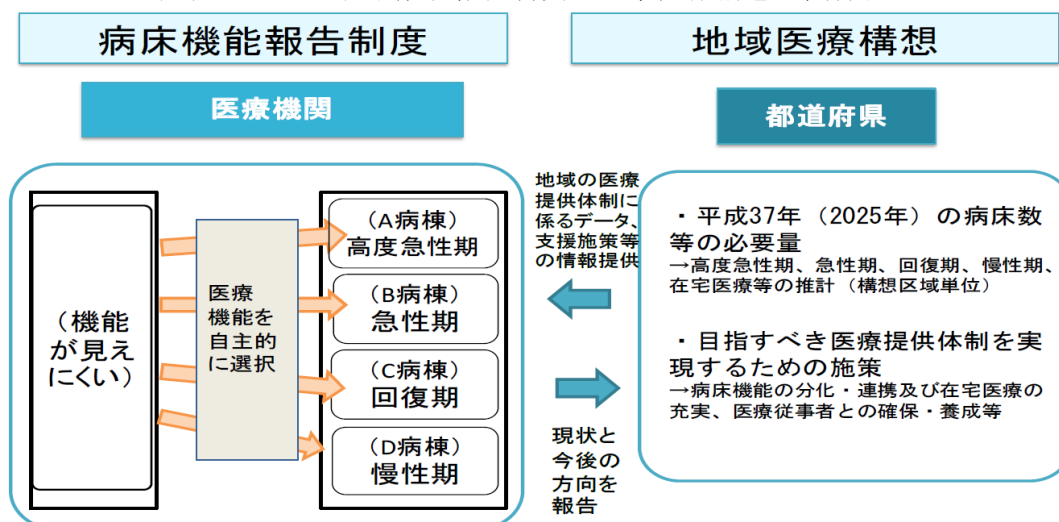 病床機能報告制度
地域医療構想
医療機関
都道府県
(機能
が見え
にくい)
医療
機能を
自主的
に選択
(A病棟)
高度急性期
(B病棟)
急性期
(C病棟)
回復期
(D病棟)
慢性期
地域の医療
提供体制に
係るデータ、
支援施策等
の情報提供
現状と
今後の
方向を
報告
・平成37年(2025年)の病床数
等の必要量
→高度急性期、急性期、回復期、慢性期、
在宅医療等の推計(構想区域単位)
・目指すべき医療提供体制を実
現するための施策
→病床機能の分化・連携及び在宅医療の
充実、医療従事者との確保・養成等